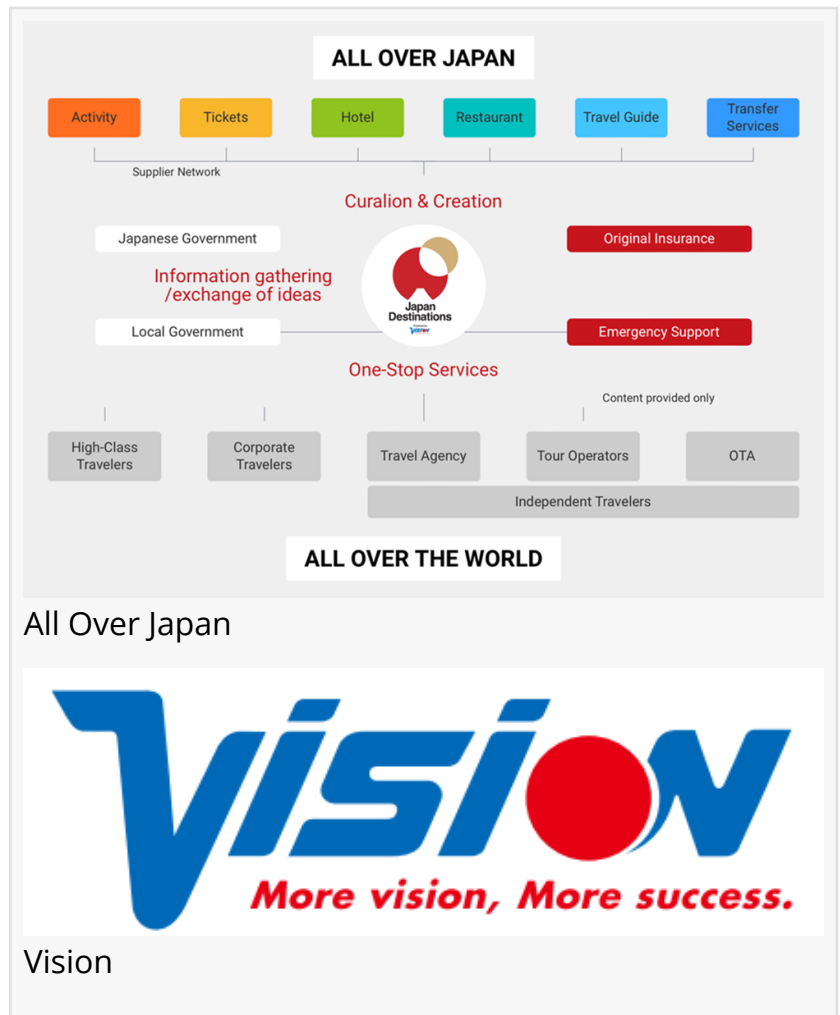 ALL OVER JAPAN
Activity
Tickets
Hotel
Restaurant
Travel Guide
Transfer
Services
Supplier Network
Curalion & Creation
Japanese Government
Original Insurance
Information gathering
/exchange of ideas
Japan
Destinations
VISION
Local Government
Emergency Support
One-Stop Services
Content provided only
High-Class
Travelers
Corporate
Travelers
Travel Agency
Tour Operators
OTA
Independent Travelers
ALL OVER THE WORLD
All Over Japan
VISION
More vision, More success.
Vision